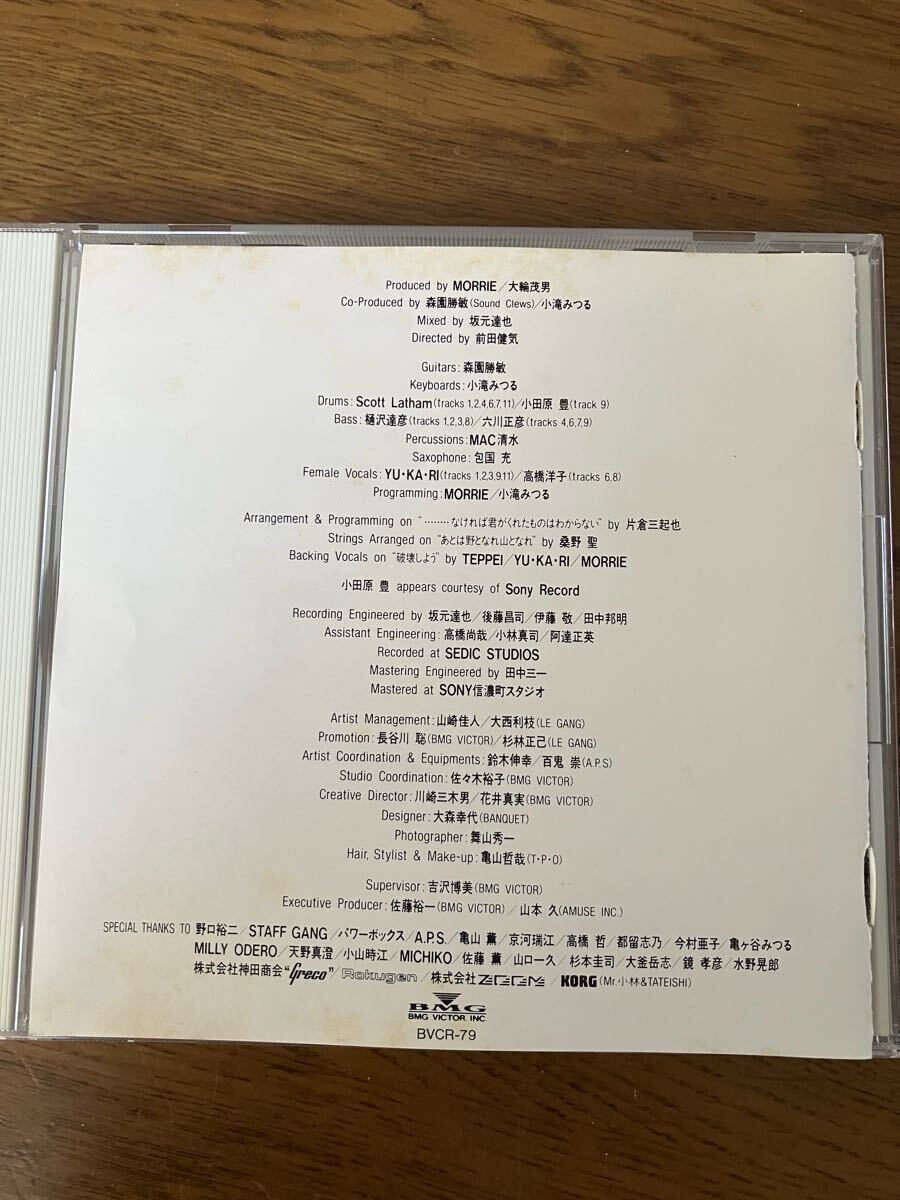 Produced by MORRIE/大輪茂男
Co-Produced by 森園勝敏(Sound Clews)/小滝みつる
Mixed by 坂元達也
Directed by 前田健気
Guitars:森園勝敏
Keyboards:小滝みつる
Drums:Scott Latham(tracks 1,2,4,6,7,11)/小田原 豊(track 9)
Bass:樋沢達彦(tracks 1,2,3,8)/六川正彦(tracks 4,6,7,9)
Percussions:MAC清水
Saxophone:包国 充
Female Vocals:YU・KA・RI(tracks 1,2,3,9,11)/高橋洋子(tracks 6,8)
Programming:MORRIE/小滝みつる
Arrangement & Programming on “………なければ君がくれたものはわからない” by 片倉三起也
Strings Arranged on “あとは野となれ山となれ” by 桑野 聖
Backing Vocals on “破壊しよう” by TEPPEI/YU・KA・RI/MORRIE
小田原 豊 appears courtesy of Sony Record
Recording Engineered by 坂元達也/後藤昌司/伊藤 敬/田中邦明
Assistant Engineering:高橋尚哉/小林真司/阿達正英
Recorded at SEDIC STUDIOS
Mastering Engineered by 田中三一
Mastered at SONY信濃町スタジオ
Artist Management:山崎佳人/大西利枝(LE GANG)
Promotion:長谷川 聡(BMG VICTOR)/杉林正己(LE GANG)
Artist Coordination & Equipments:鈴木伸幸/百鬼 崇(A.P.S)
Studio Coordination:佐々木裕子(BMG VICTOR)
Creative Director:川崎三木男/花井真実(BMG VICTOR)
Designer:大森幸代(BANQUET)
Photographer:舞山秀一
Hair, Stylist & Make-up:亀山哲哉(T・P・O)
Supervisor:吉沢博美(BMG VICTOR)
Executive Producer:佐藤裕一(BMG VICTOR)/山本 久(AMUSE INC.)
SPECIAL THANKS TO 野口裕二/STAFF GANG/パワーボックス/A.P.S./亀山 薫/京河瑞江/高橋 哲/都留志乃/今村亜子/亀ヶ谷みつる
MILLY ODERO/天野真澄/小山時江/MICHIKO/佐藤 薫/山口一久/杉本圭司/大釜岳志/鏡 孝彦/水野晃郎
株式会社神田商会“Greco”/Rokugen/株式会社ZOOM/KORG(Mr.小林&TATEISHI)
BMG
BMG VICTOR, INC.
BVCR-79